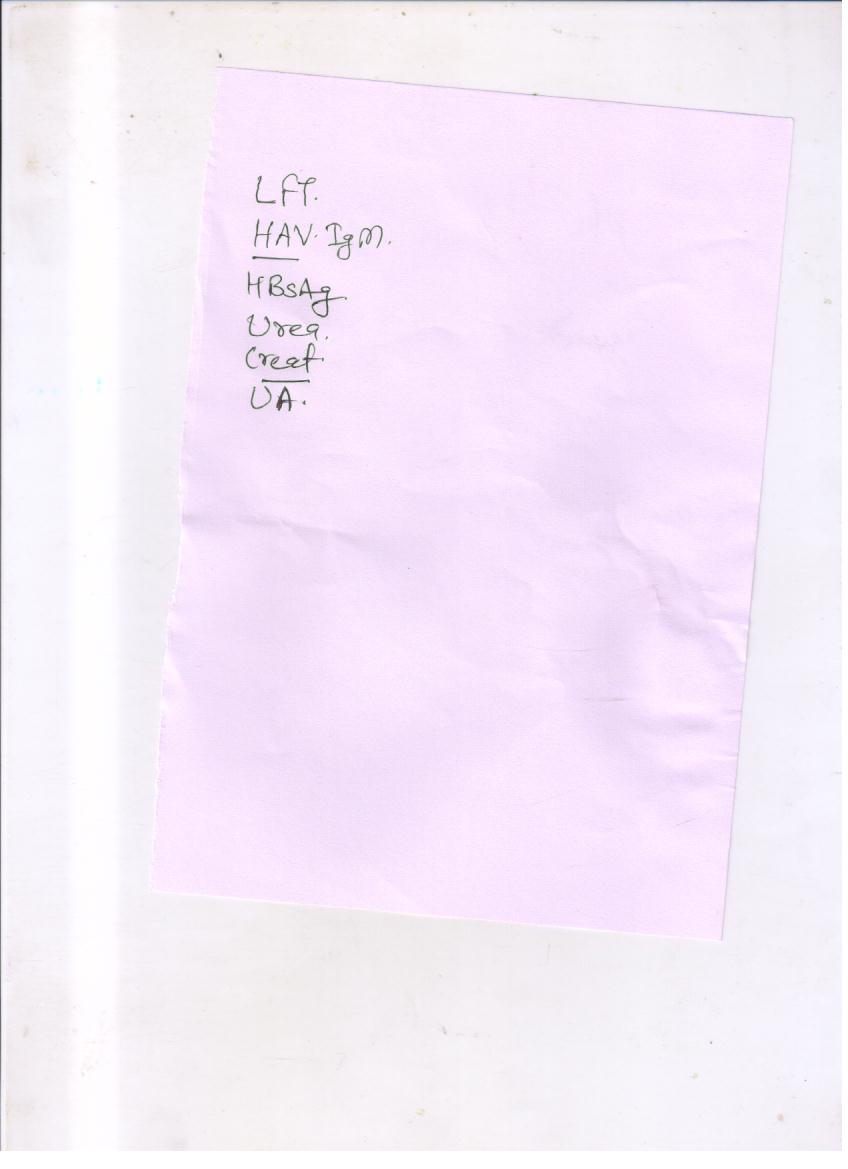 LFT.
HAV. IgM.
HBsAg.
Urea.
Creat.
UA.